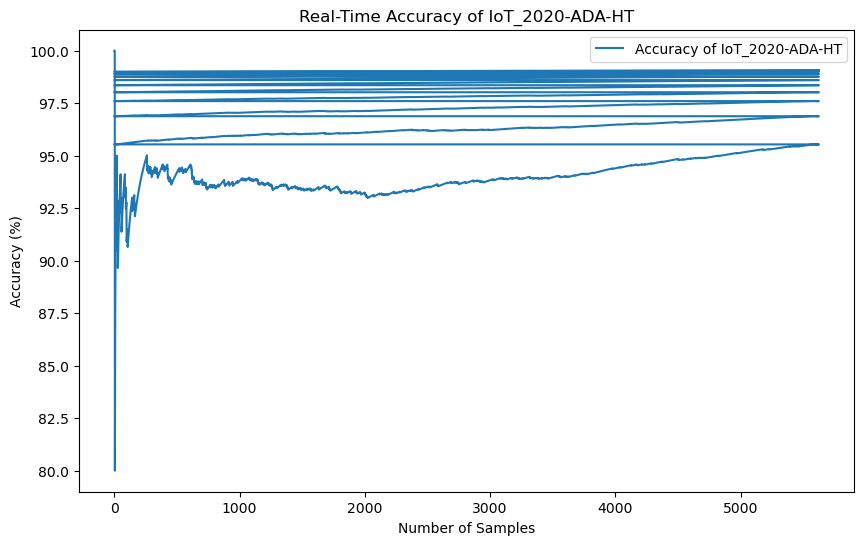 Real-Time Accuracy of IoT_2020-ADA-HT
Accuracy of IoT_2020-ADA-HT
100.0
97.5
95.0
92.5
90.0
87.5
85.0
82.5
80.0
Accuracy (%)
0 1000 2000 3000 4000 5000
Number of Samples